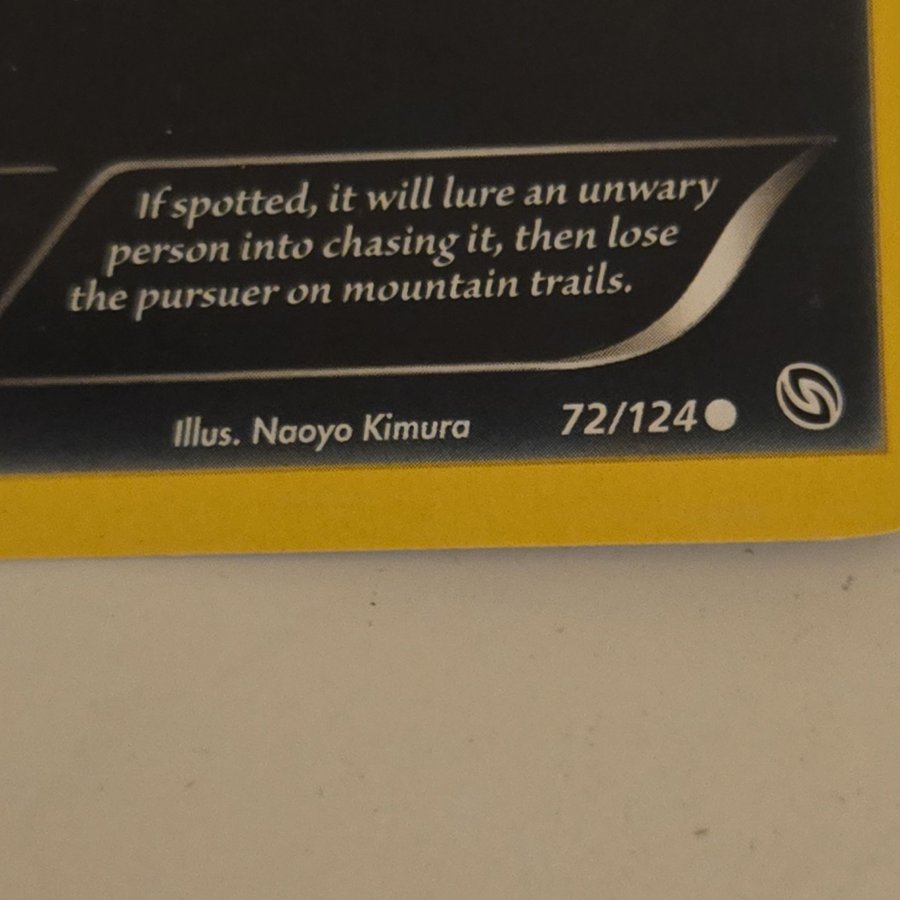 If spotted, it will lure an unwary
person into chasing it, then lose
the pursuer on mountain trails.
Illus. Naoyo Kimura 72/124